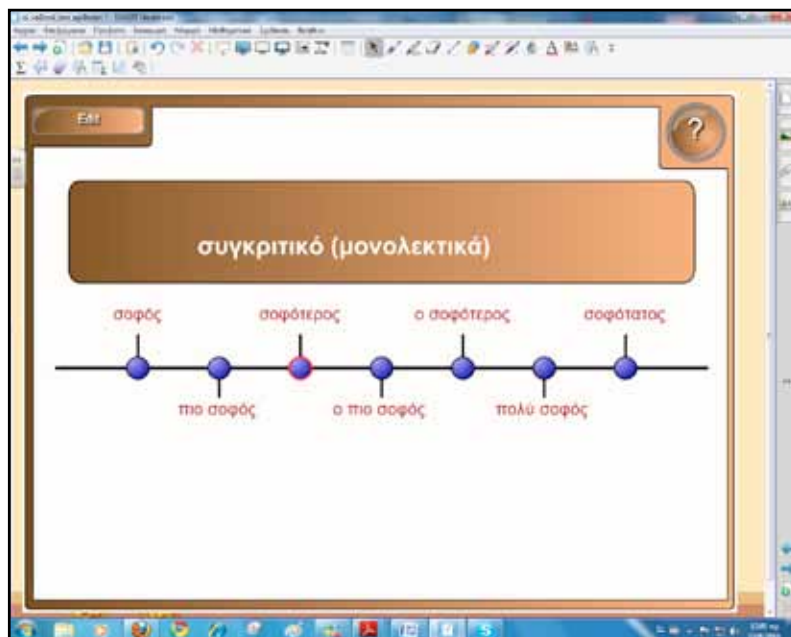 Edit
?
συγκριτικό (μονολεκτικά)
σοφός σοφότερος ο σοφότερος σοφότατος
πιο σοφός ο πιο σοφός πολύ σοφός